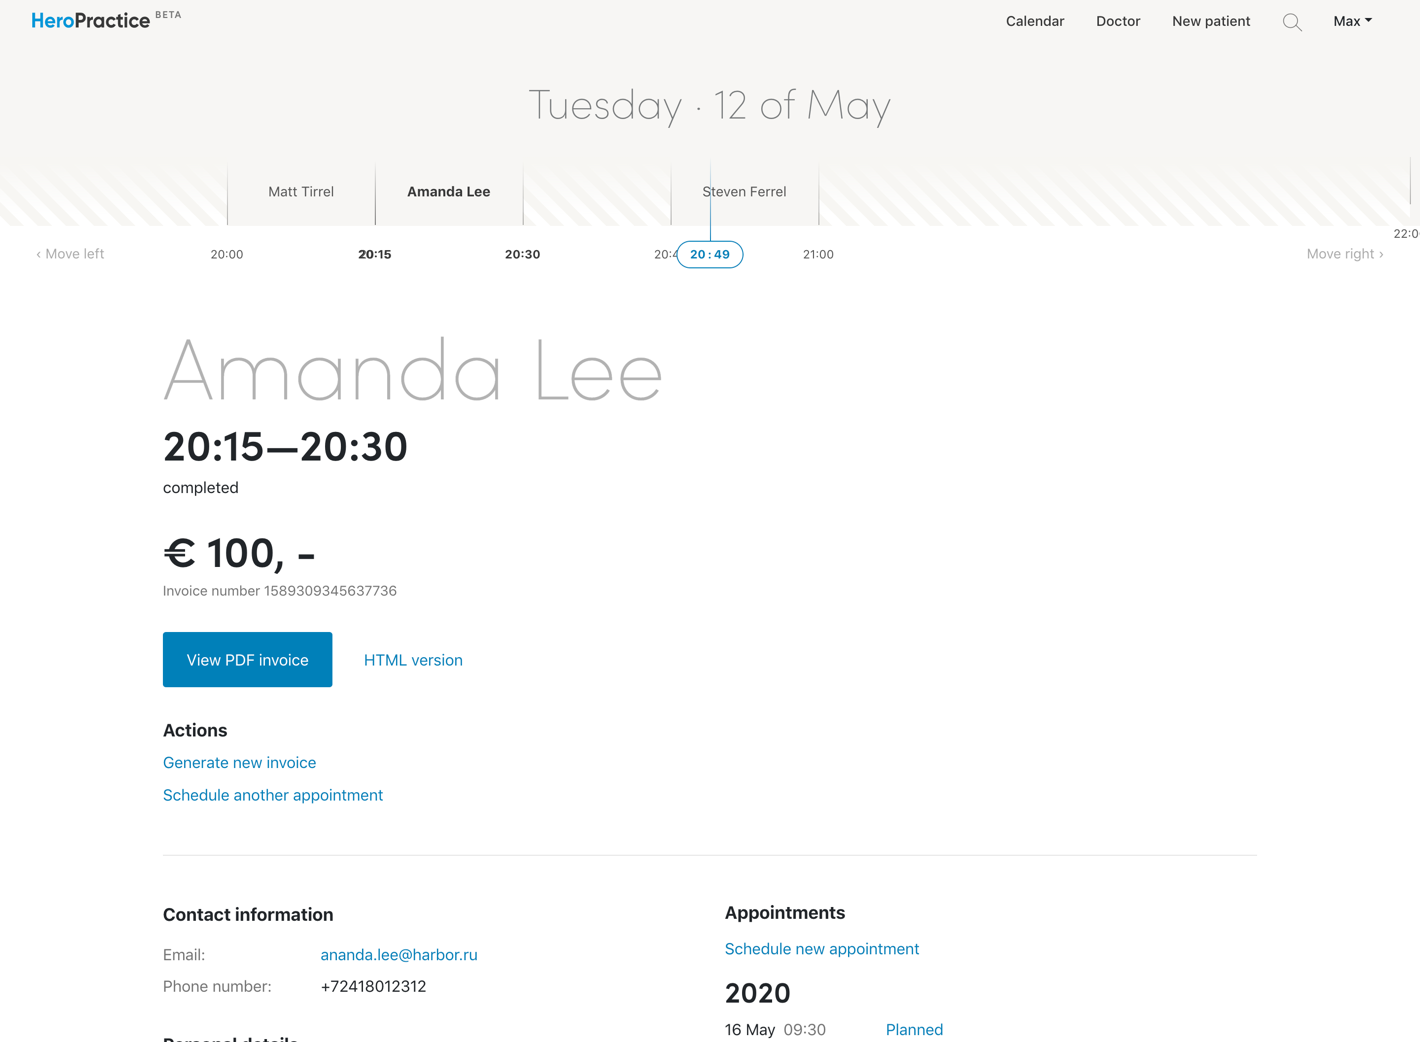 HeroPractice BETA
Calendar Doctor New patient Max
Tuesday · 12 of May
Matt Tirrel Amanda Lee Steven Ferrel
‹ Move left 20:00 20:15 20:30 20:4 20:49 21:00 22:0 Move right ›
Amanda Lee
20:15—20:30
completed
€ 100, -
Invoice number 1589309345637736
View PDF invoice HTML version
Actions
Generate new invoice
Schedule another appointment
Contact information
Email: ananda.lee@harbor.ru
Phone number: +72418012312
Personal details
Appointments
Schedule new appointment
2020
16 May 09:30 Planned